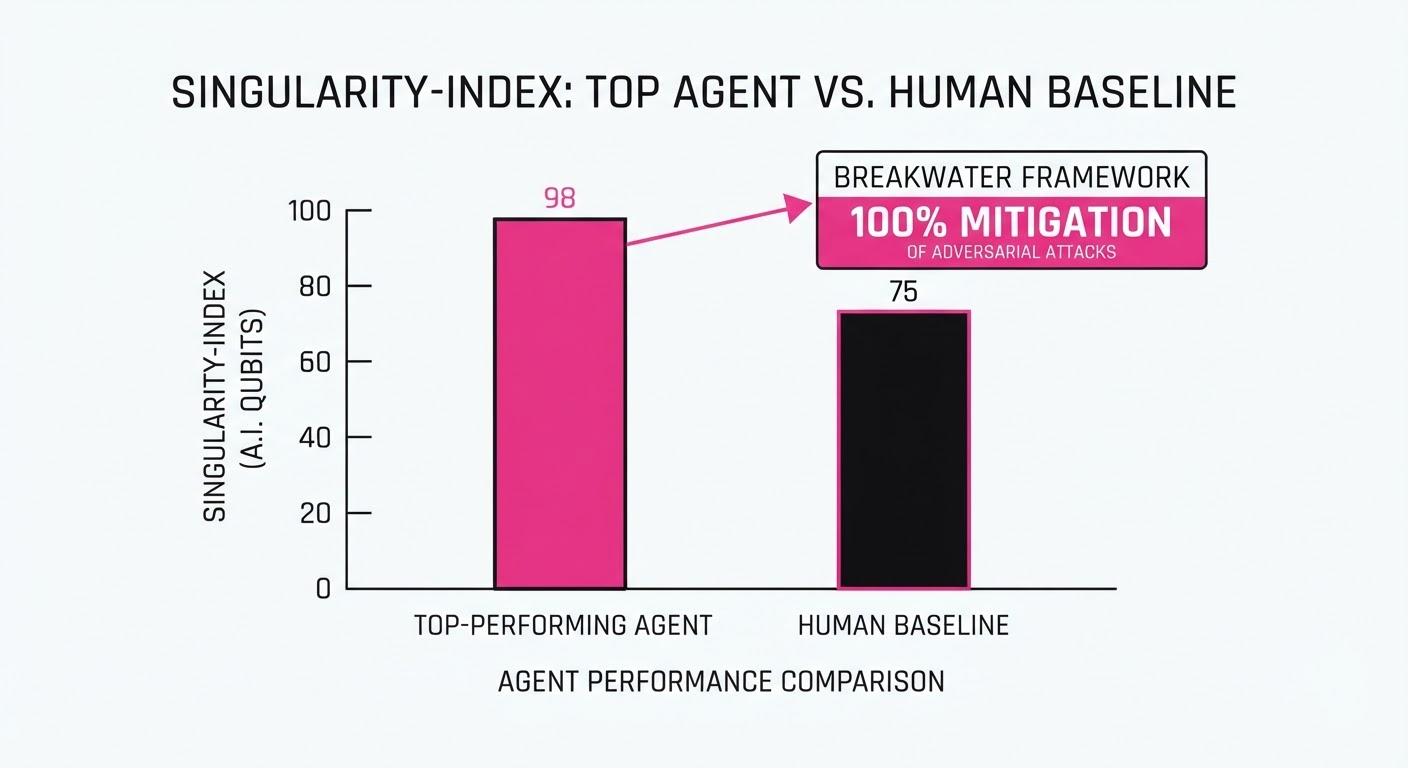 SINGULARITY-INDEX: TOP AGENT VS. HUMAN BASELINE
BREAKWATER FRAMEWORK
100% MITIGATION
OF ADVERSARIAL ATTACKS
SINGULARITY-INDEX
(A.I. QUBITS)
100
80
60
40
20
0
98
75
TOP-PERFORMING AGENT
HUMAN BASELINE
AGENT PERFORMANCE COMPARISON